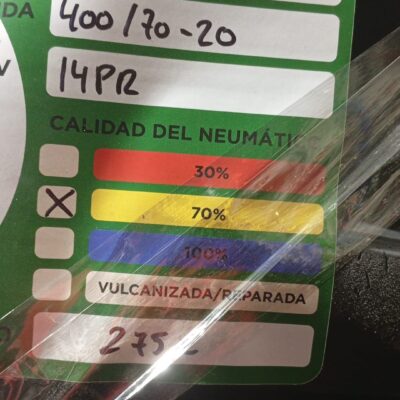 400/70-20
14PR
CALIDAD DEL NEUMÁTI
30%
X 70%
100%
VULCANIZADA/REPARADA
275